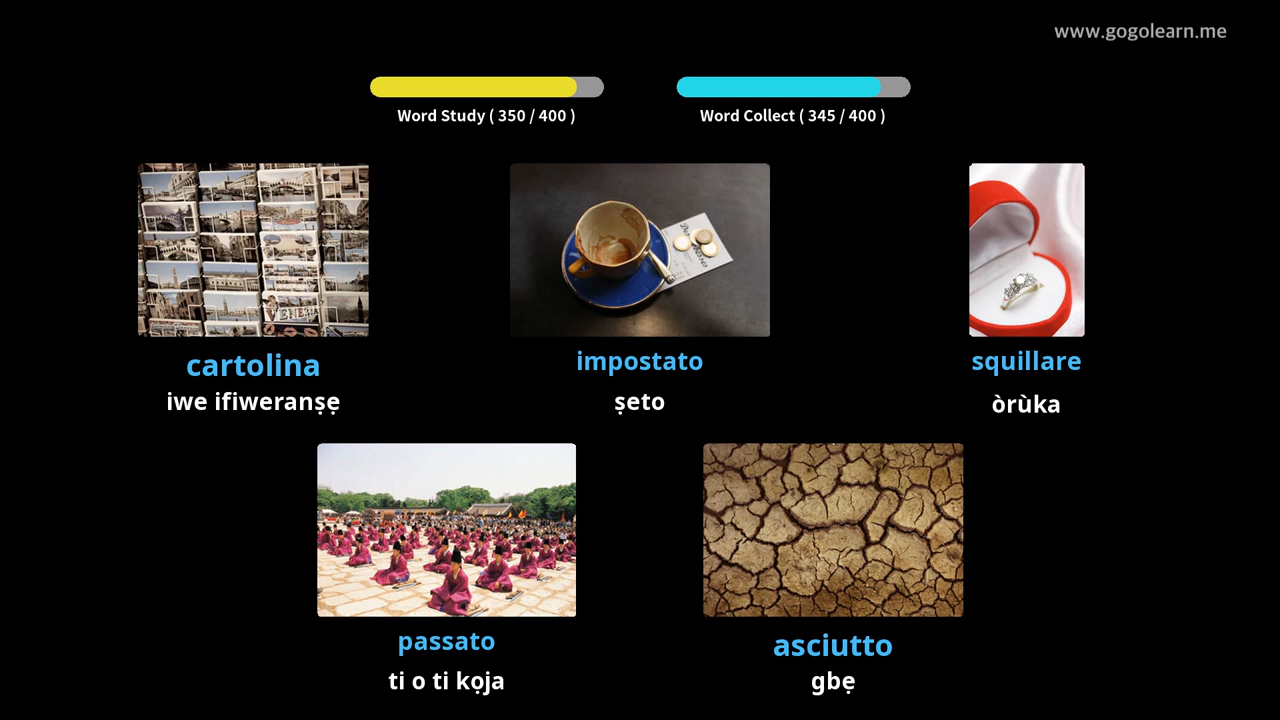 www.gogolearn.me
Word Study ( 350 / 400 )
Word Collect ( 345 / 400 )
cartolina
iwe ifiweranṣẹ
impostato
ṣeto
squillare
òrùka
passato
ti o ti kọja
asciutto
gbẹ